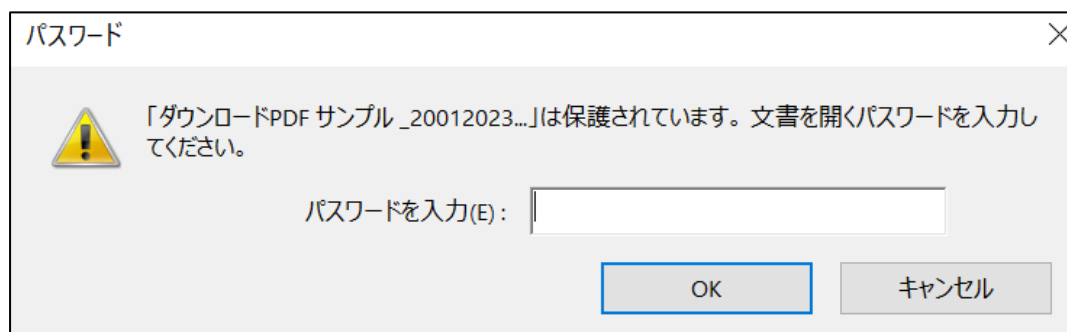 パスワード
「ダウンロードPDF サンプル _20012023...」は保護されています。文書を開くパスワードを入力し
てください。
パスワードを入力(E) :
OK
キャンセル